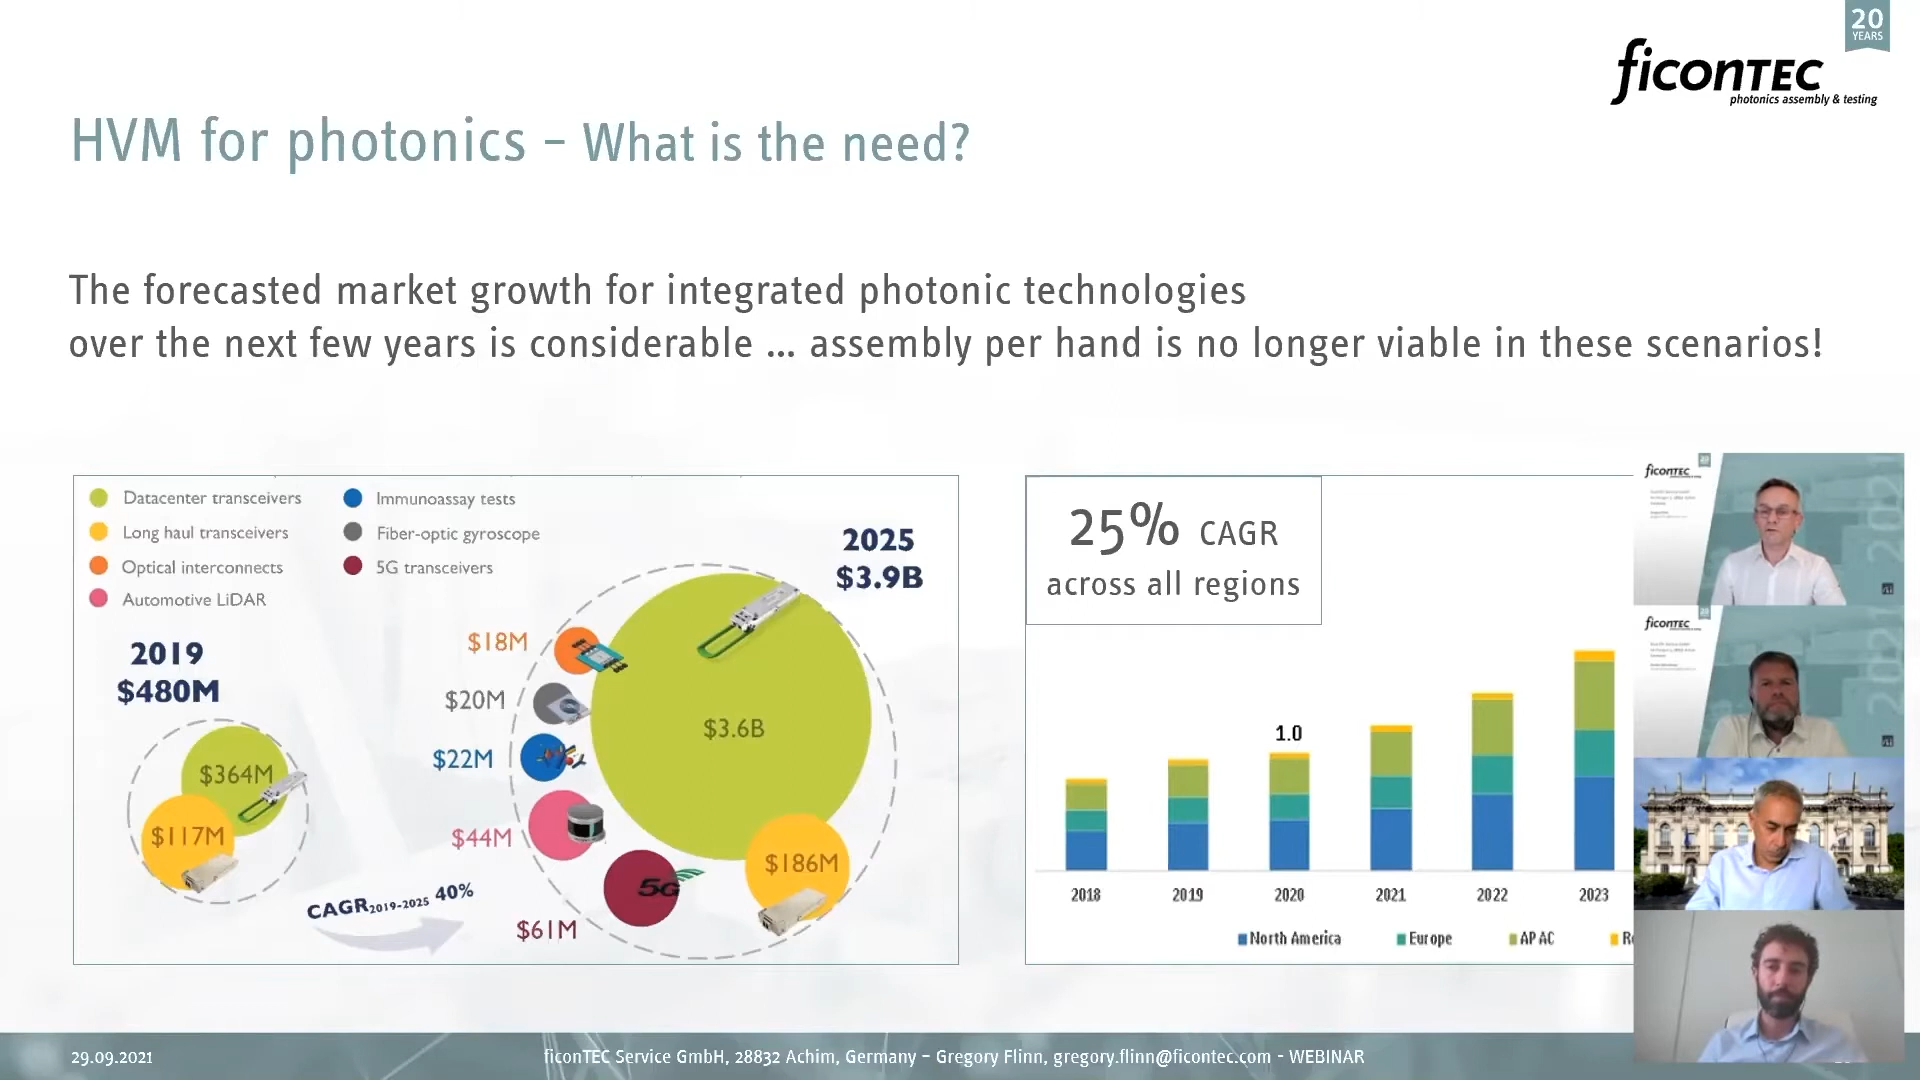 20
YEARS
ficonTEC
photonics assembly & testing
HVM for photonics – What is the need?
The forecasted market growth for integrated photonic technologies
over the next few years is considerable ... assembly per hand is no longer viable in these scenarios!
Datacenter transceivers
Long haul transceivers
Optical interconnects
Automotive LiDAR
Immunoassay tests
Fiber-optic gyroscope
5G transceivers
2019
$480M
$364M
$117M
CAGR2019-2025 40%
2025
$3.9B
$18M
$20M
$22M
$44M
$61M
5G
$3.6B
$186M
25% CAGR
across all regions
1.0
2018 2019 2020 2021 2022 2023
North America Europe APAC
ficonTEC
ficonTEC
29.09.2021
ficonTEC Service GmbH, 28832 Achim, Germany – Gregory Flinn, gregory.flinn@ficontec.com - WEBINAR